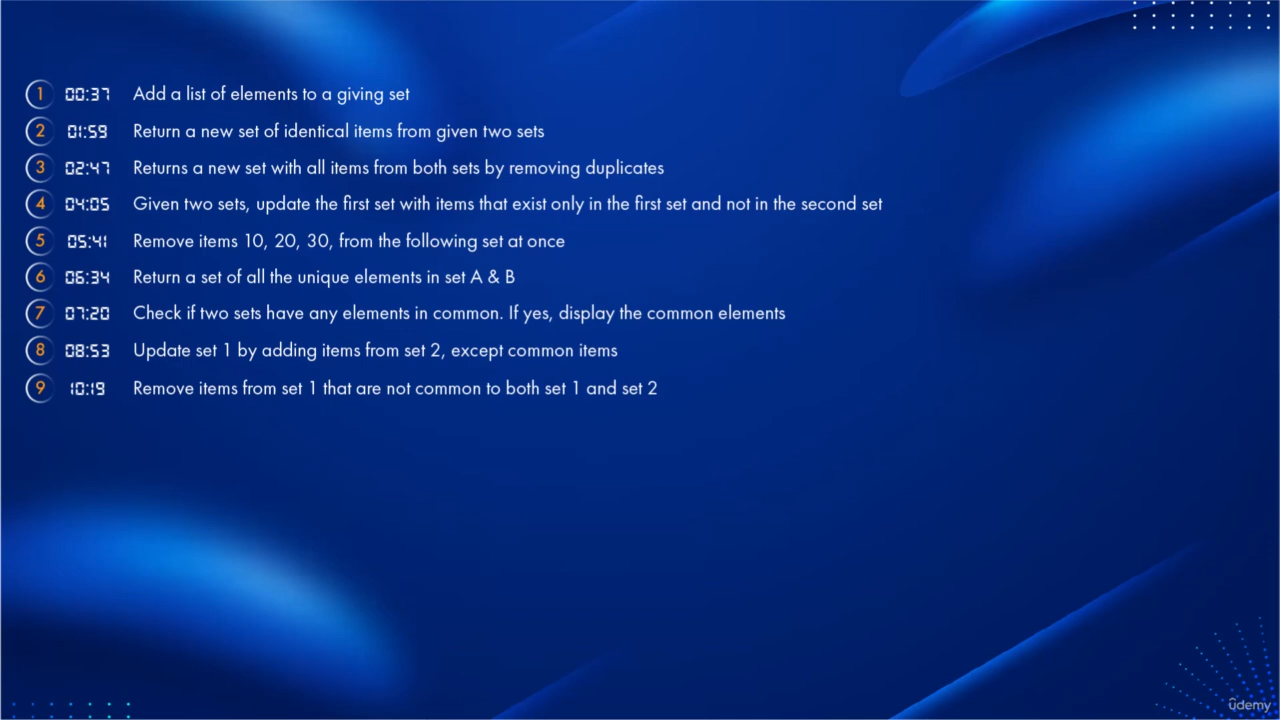 1 00:37 Add a list of elements to a giving set
2 01:59 Return a new set of identical items from given two sets
3 02:47 Returns a new set with all items from both sets by removing duplicates
4 04:05 Given two sets, update the first set with items that exist only in the first set and not in the second set
5 05:41 Remove items 10, 20, 30, from the following set at once
6 06:34 Return a set of all the unique elements in set A & B
7 07:20 Check if two sets have any elements in common. If yes, display the common elements
8 08:53 Update set 1 by adding items from set 2, except common items
9 10:19 Remove items from set 1 that are not common to both set 1 and set 2
udemy